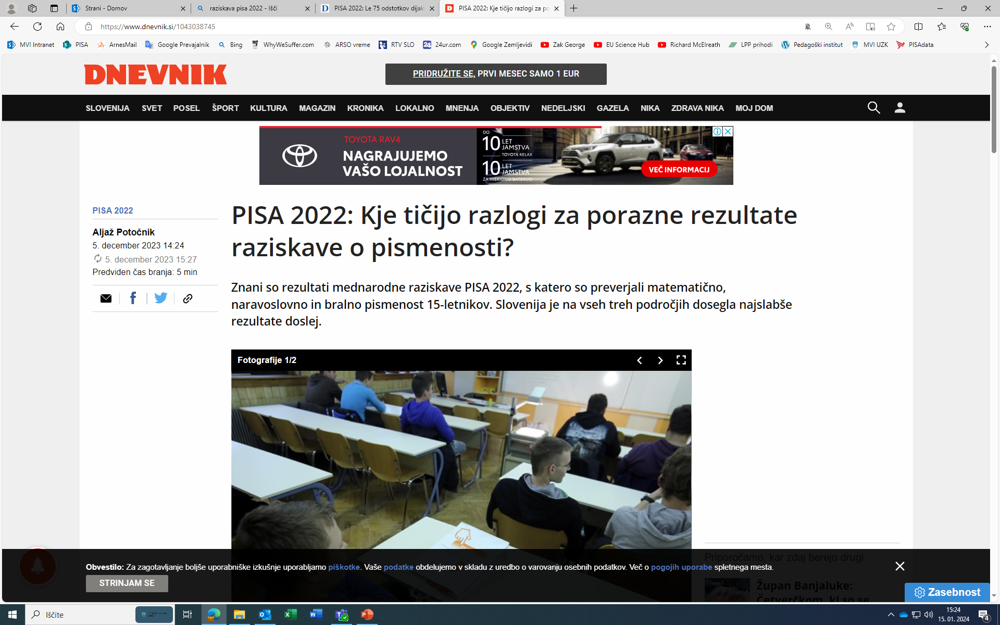 Strani - Domov
raziskava pisa 2022 - Išči
PISA 2022: Le 75 odstotkov dijak
PISA 2022: Kje tičijo razlogi za po
https://www.dnevnik.si/1043038745
MVI Intranet
PISA
ArnesMail
Google Prevajalnik
Bing
WhyWeSuffer.com
ARSO vreme
RTV SLO
24ur.com
Google Zemljevidi
Zak George
EU Science Hub
Richard McElreath
LPP prihodi
Pedagoški institut
MVI UZK
PISAdata
DNEVNIK
PRIDRUŽITE SE, PRVI MESEC SAMO 1 EUR
SLOVENIJA SVET POSEL ŠPORT KULTURA MAGAZIN KRONIKA LOKALNO MNENJA OBJEKTIV NEDELJSKI GAZELA NIKA ZDRAVA NIKA MOJ DOM
TOYOTA RAV4
NAGRAJUJEMO
VAŠO LOJALNOST
DO
10 LET
JAMSTVA
TOYOTA RELAX
10 LET
JAMSTVA
ZA HIBRIDNO BATERIJO
VEČ INFORMACIJ
PISA 2022
Aljaž Potočnik
5. december 2023 14:24
5. december 2023 15:27
Predviden čas branja: 5 min
PISA 2022: Kje tičijo razlogi za porazne rezultate
raziskave o pismenosti?
Znani so rezultati mednarodne raziskave PISA 2022, s katero so preverjali matematično,
naravoslovno in bralno pismenost 15-letnikov. Slovenija je na vseh treh področjih dosegla najslabše
rezultate doslej.
Fotografije 1/2
Priporočamo, kar zdaj berejo drugi
Župan Banjaluke:
Četverčkom, ki so se
Obvestilo: Za zagotavljanje boljše uporabniške izkušnje uporabljamo piškotke. Vaše podatke obdelujemo v skladu z uredbo o varovanju osebnih podatkov. Več o pogojih uporabe spletnega mesta.
STRINJAM SE
Zasebnost
Iščite
15:24
15. 01. 2024
4